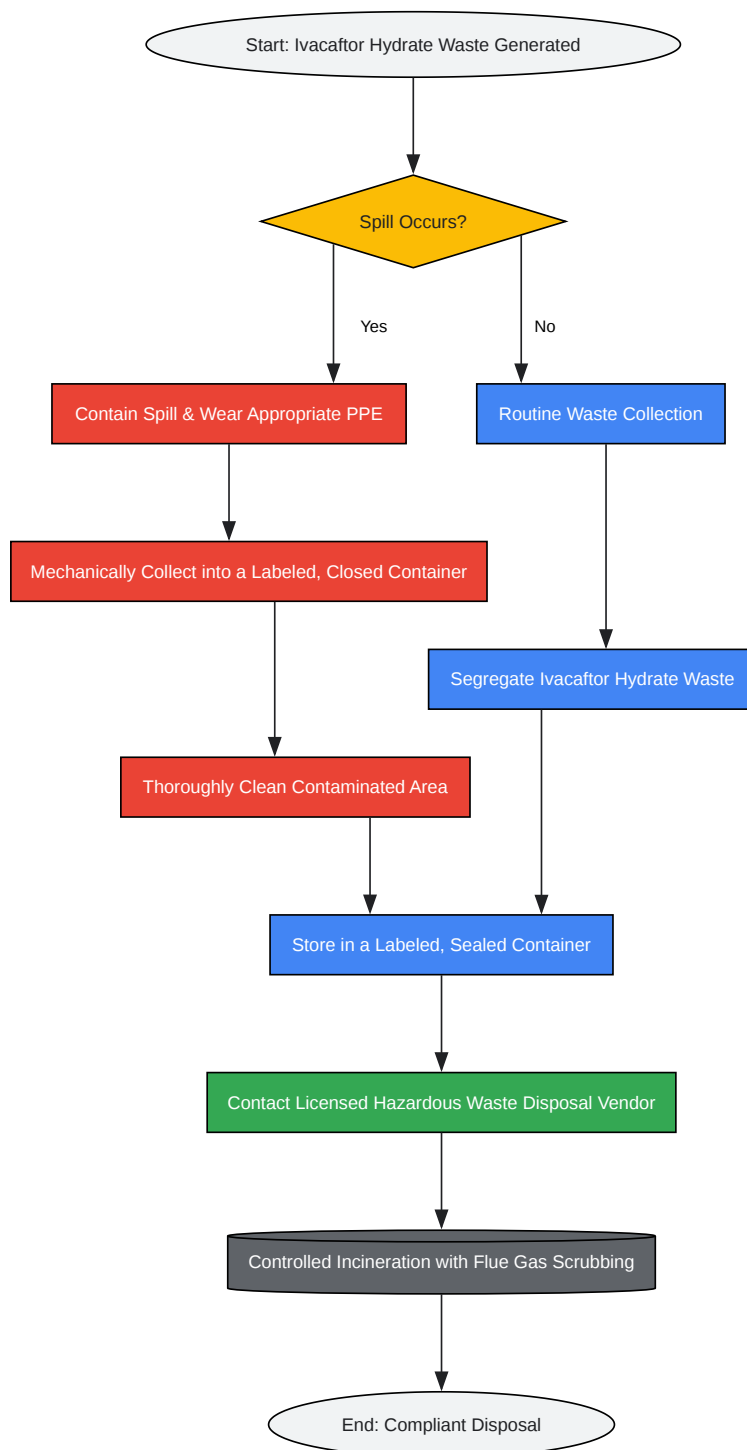 Start: Ivacaftor Hydrate Waste Generated
Spill Occurs?
Yes
No
Contain Spill & Wear Appropriate PPE
Routine Waste Collection
Mechanically Collect into a Labeled, Closed Container
Segregate Ivacaftor Hydrate Waste
Thoroughly Clean Contaminated Area
Store in a Labeled, Sealed Container
Contact Licensed Hazardous Waste Disposal Vendor
Controlled Incineration with Flue Gas Scrubbing
End: Compliant Disposal